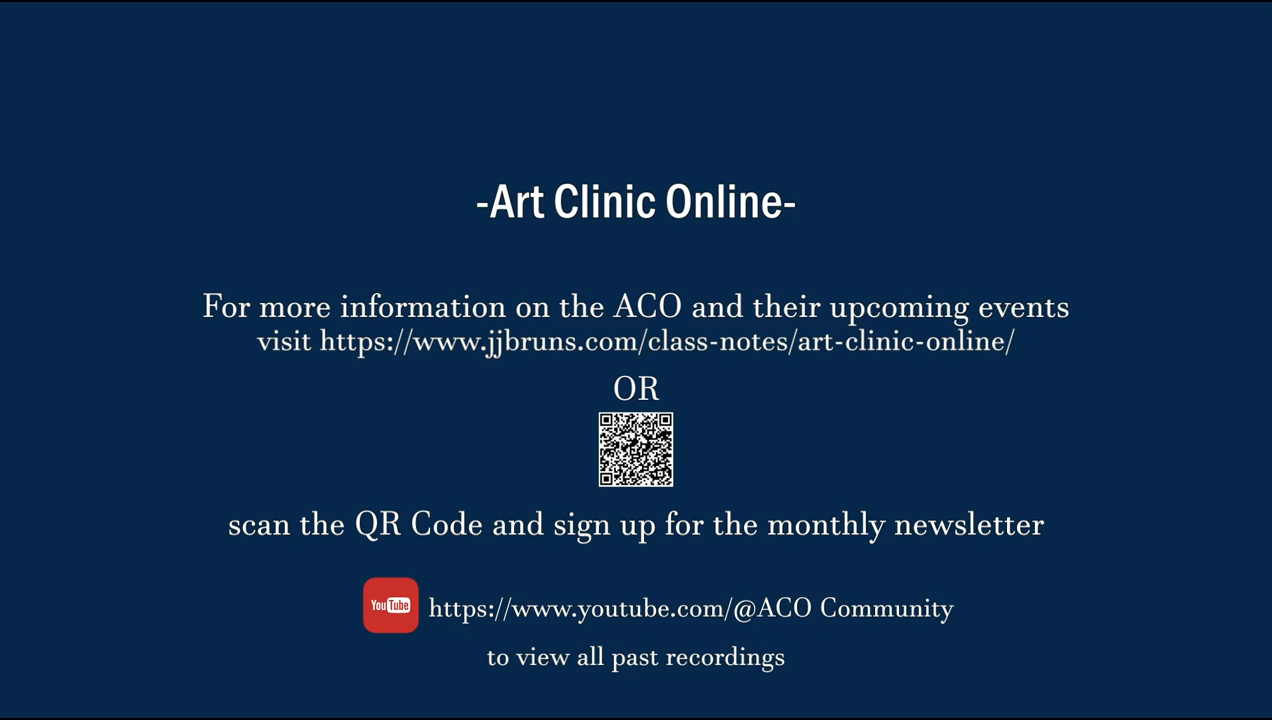 -Art Clinic Online-
For more information on the ACO and their upcoming events
visit https://www.jjbruns.com/class-notes/art-clinic-online/
OR
scan the QR Code and sign up for the monthly newsletter
YouTube https://www.youtube.com/@ACO Community
to view all past recordings